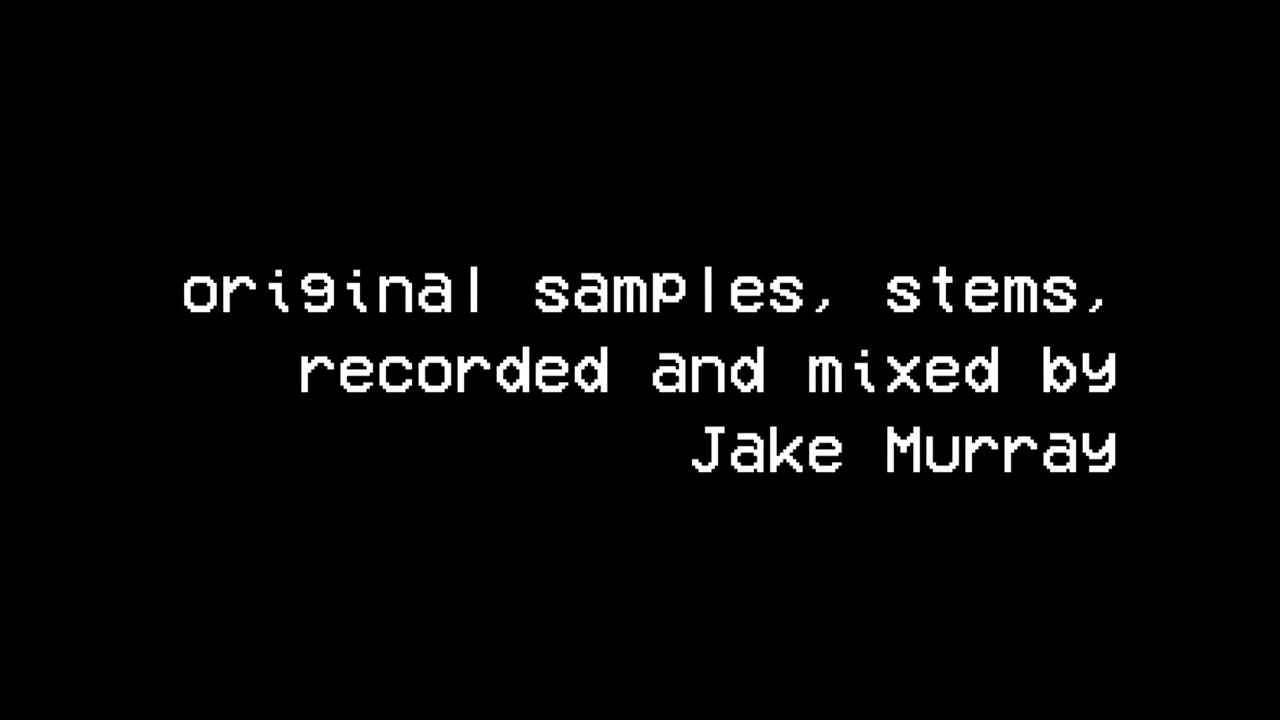 original samples, stems,
recorded and mixed by
Jake Murray